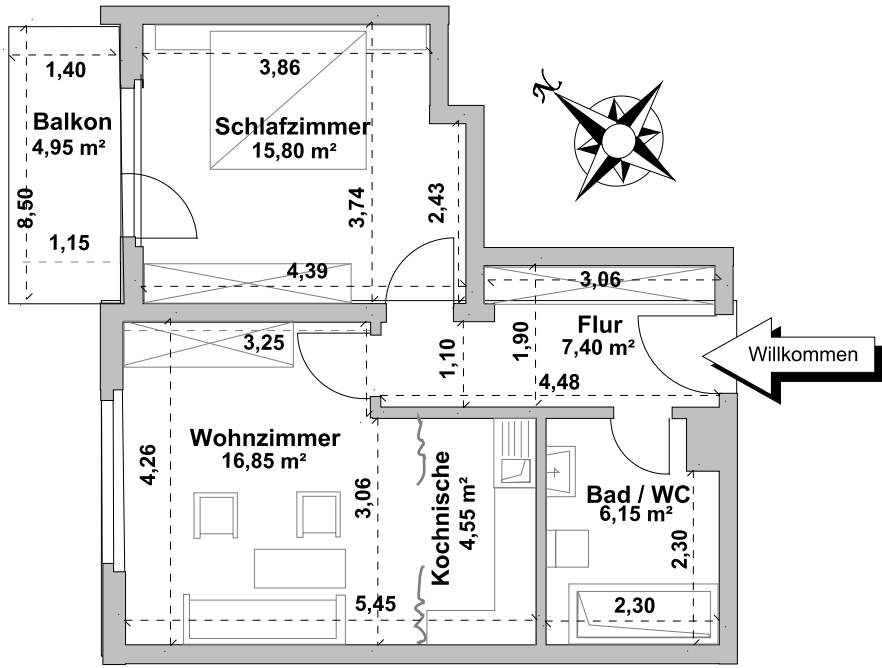 1,40
3,86
Balkon
4,95 m²
Schlafzimmer
15,80 m²
N
8,50
3,74
2,43
1,15
4,39
3,06
Flur
7,40 m²
3,25
1,10
1,90
4,48
Willkommen
Wohnzimmer
16,85 m²
4,26
3,06
Kochnische
4,55 m²
Bad / WC
6,15 m²
2,30
5,45
2,30